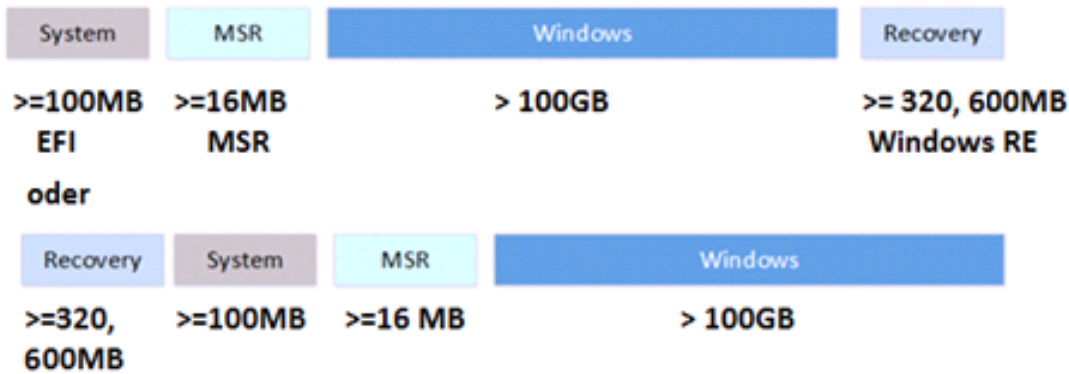 System MSR Windows Recovery
>=100MB >=16MB > 100GB >= 320, 600MB
EFI MSR Windows RE
oder
Recovery System MSR Windows
>=320, >=100MB >=16 MB > 100GB
600MB